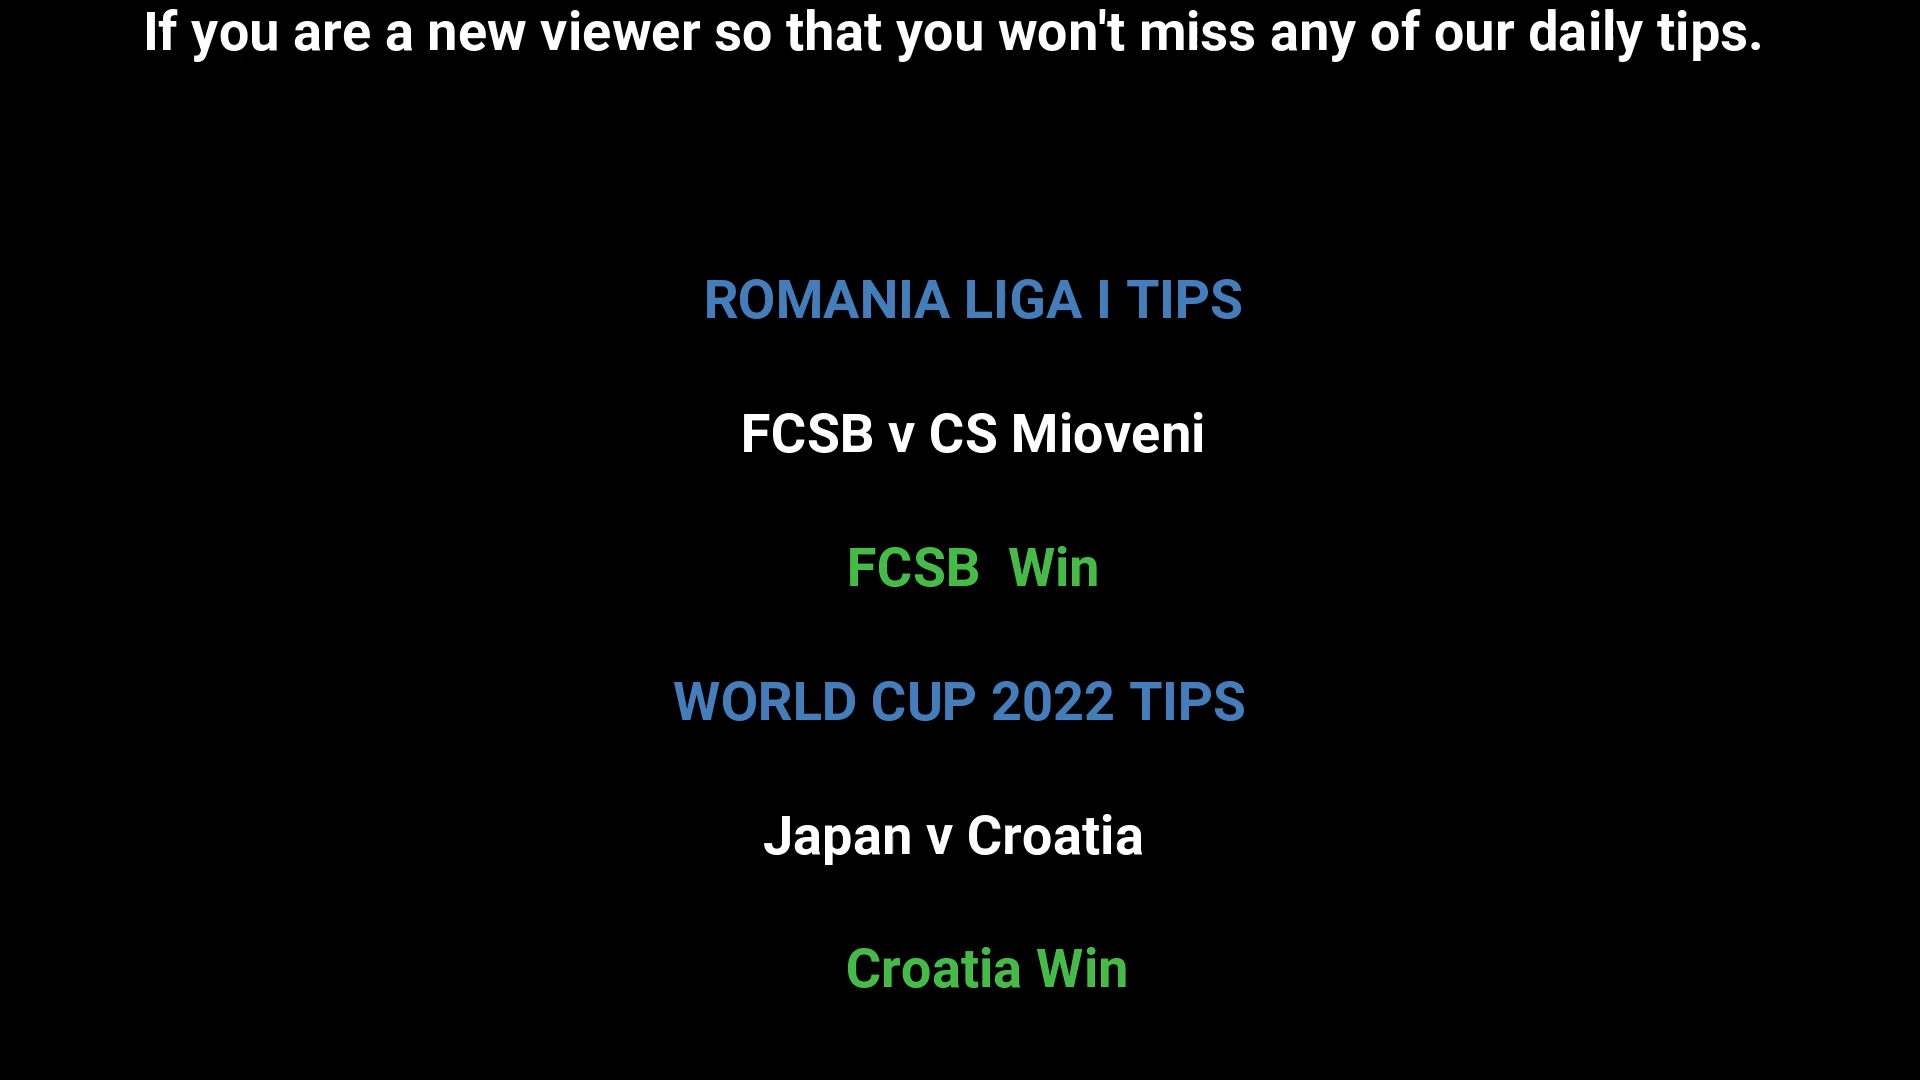 If you are a new viewer so that you won't miss any of our daily tips.
ROMANIA LIGA I TIPS
FCSB v CS Mioveni
FCSB  Win
WORLD CUP 2022 TIPS
Japan v Croatia
Croatia Win